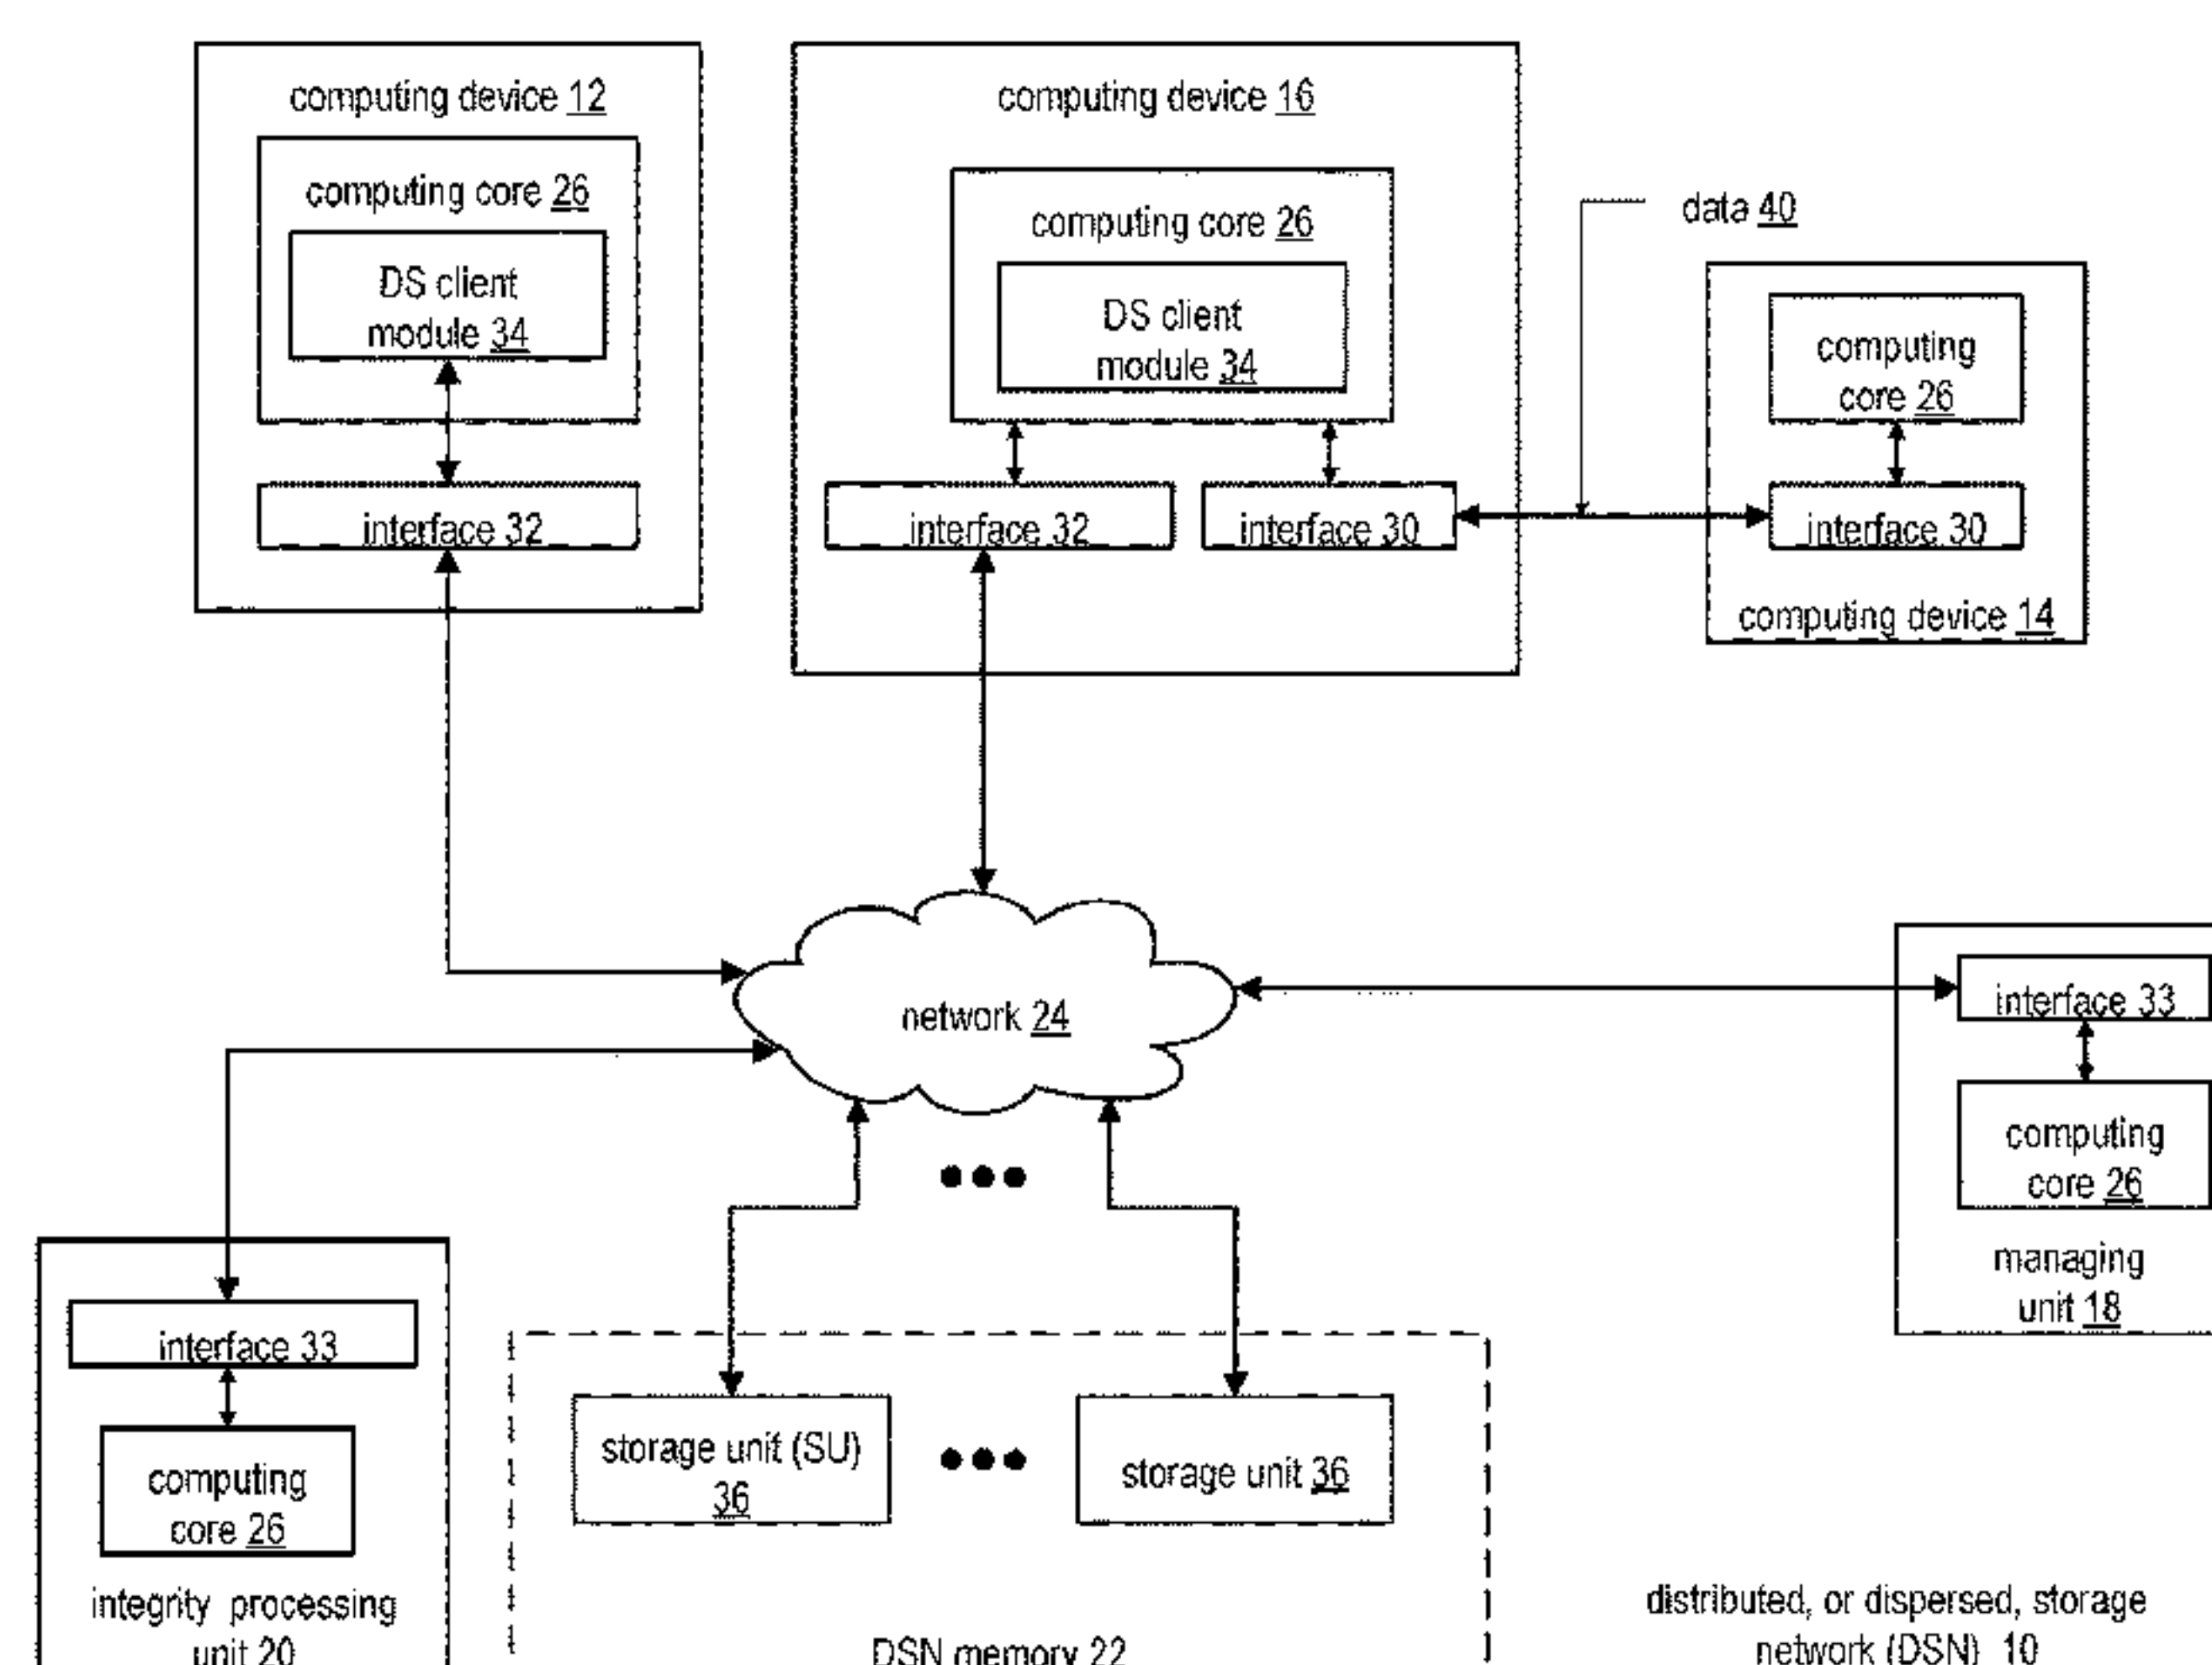 computing device 12
computing core 26
DS client
module 34
interface 32
computing device 16
computing core 26
DS client
module 34
interface 32
interface 30
data 40
computing
core 26
interface 30
computing device 14
network 24
interface 33
computing
core 26
managing
unit 18
interface 33
computing
core 26
integrity processing
unit 20
storage unit (SU)
36
storage unit 36
DSN memory 22
distributed, or dispersed, storage
network (DSN) 10